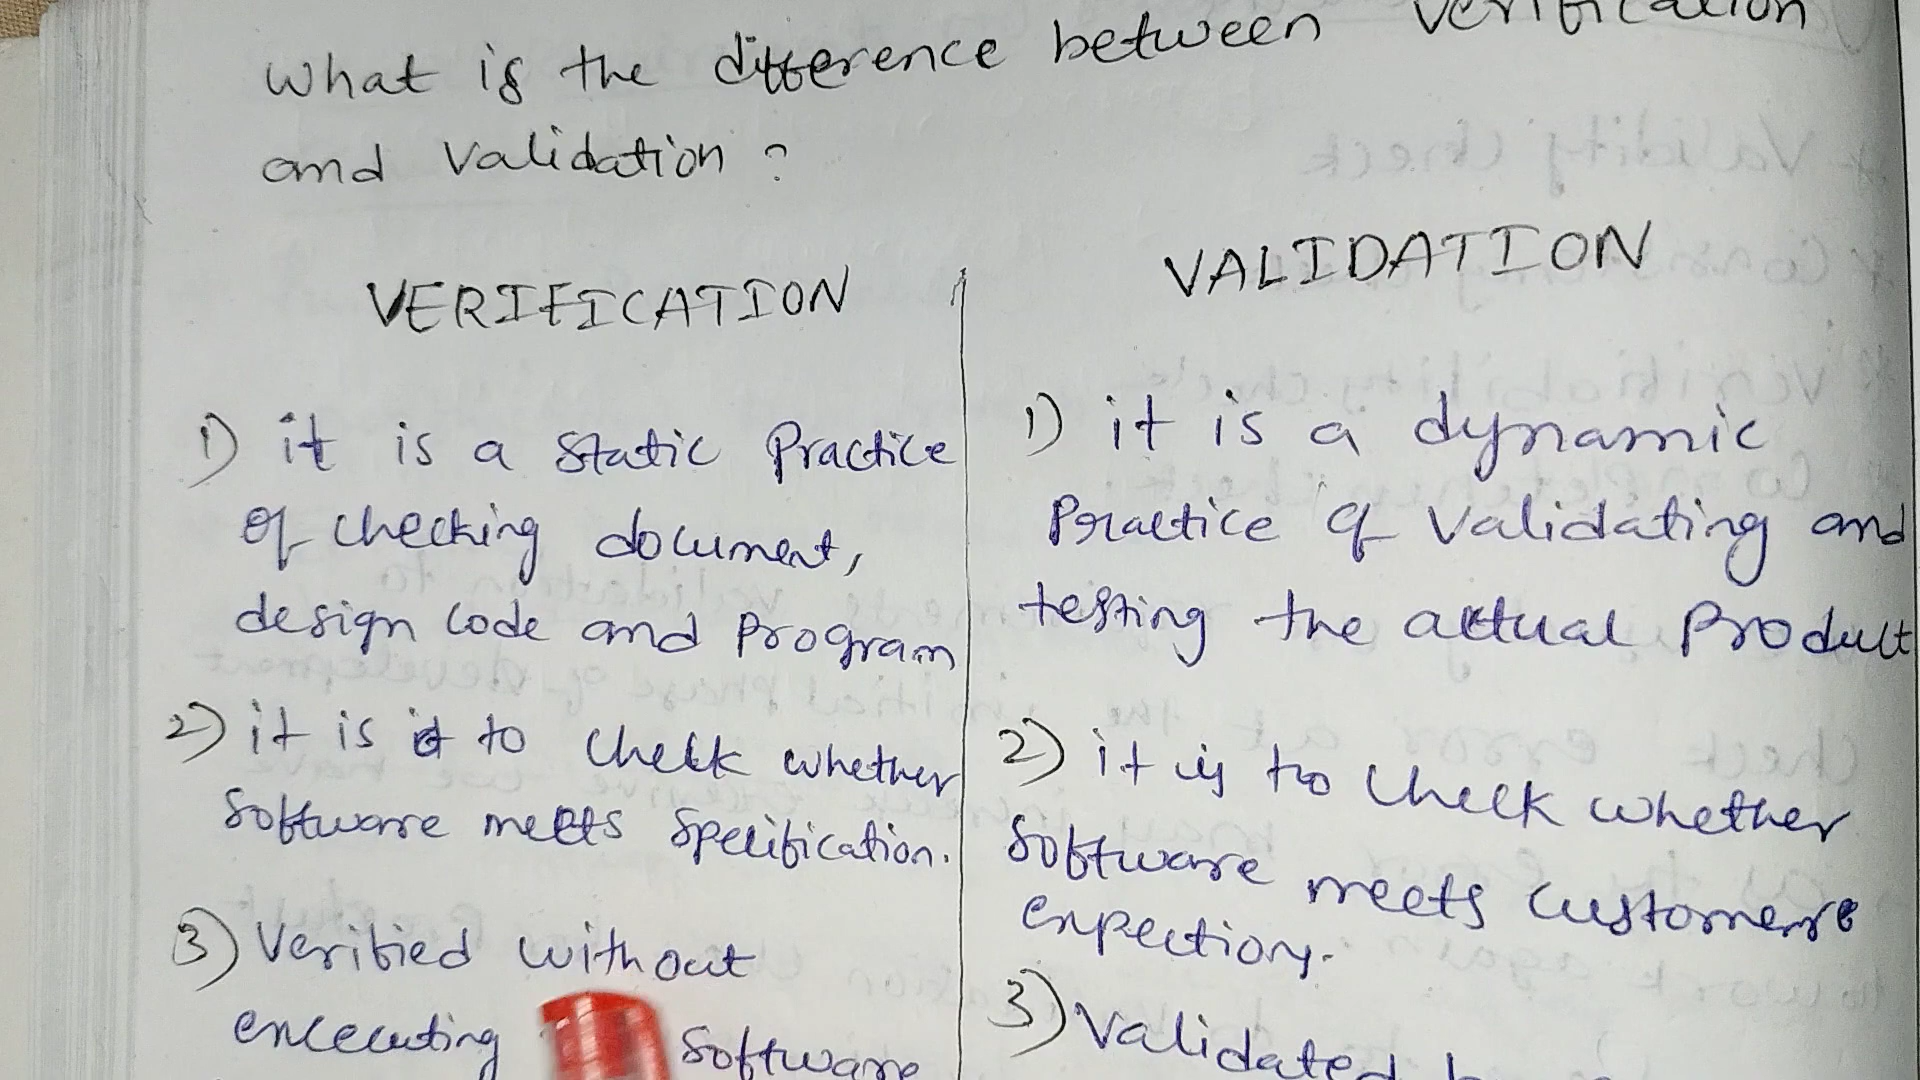 What is the difference between Verification
and Validation ?
VERIFICATION
1) it is a static Practice
of checking document,
design code and program
2) it is to check whether
Software meets Specification.
3) Verified without
Software
VALIDATION
1) it is a dynamic
Practice of validating and
testing the actual Product
2) it is to check whether
Software meets customers
3) Validated